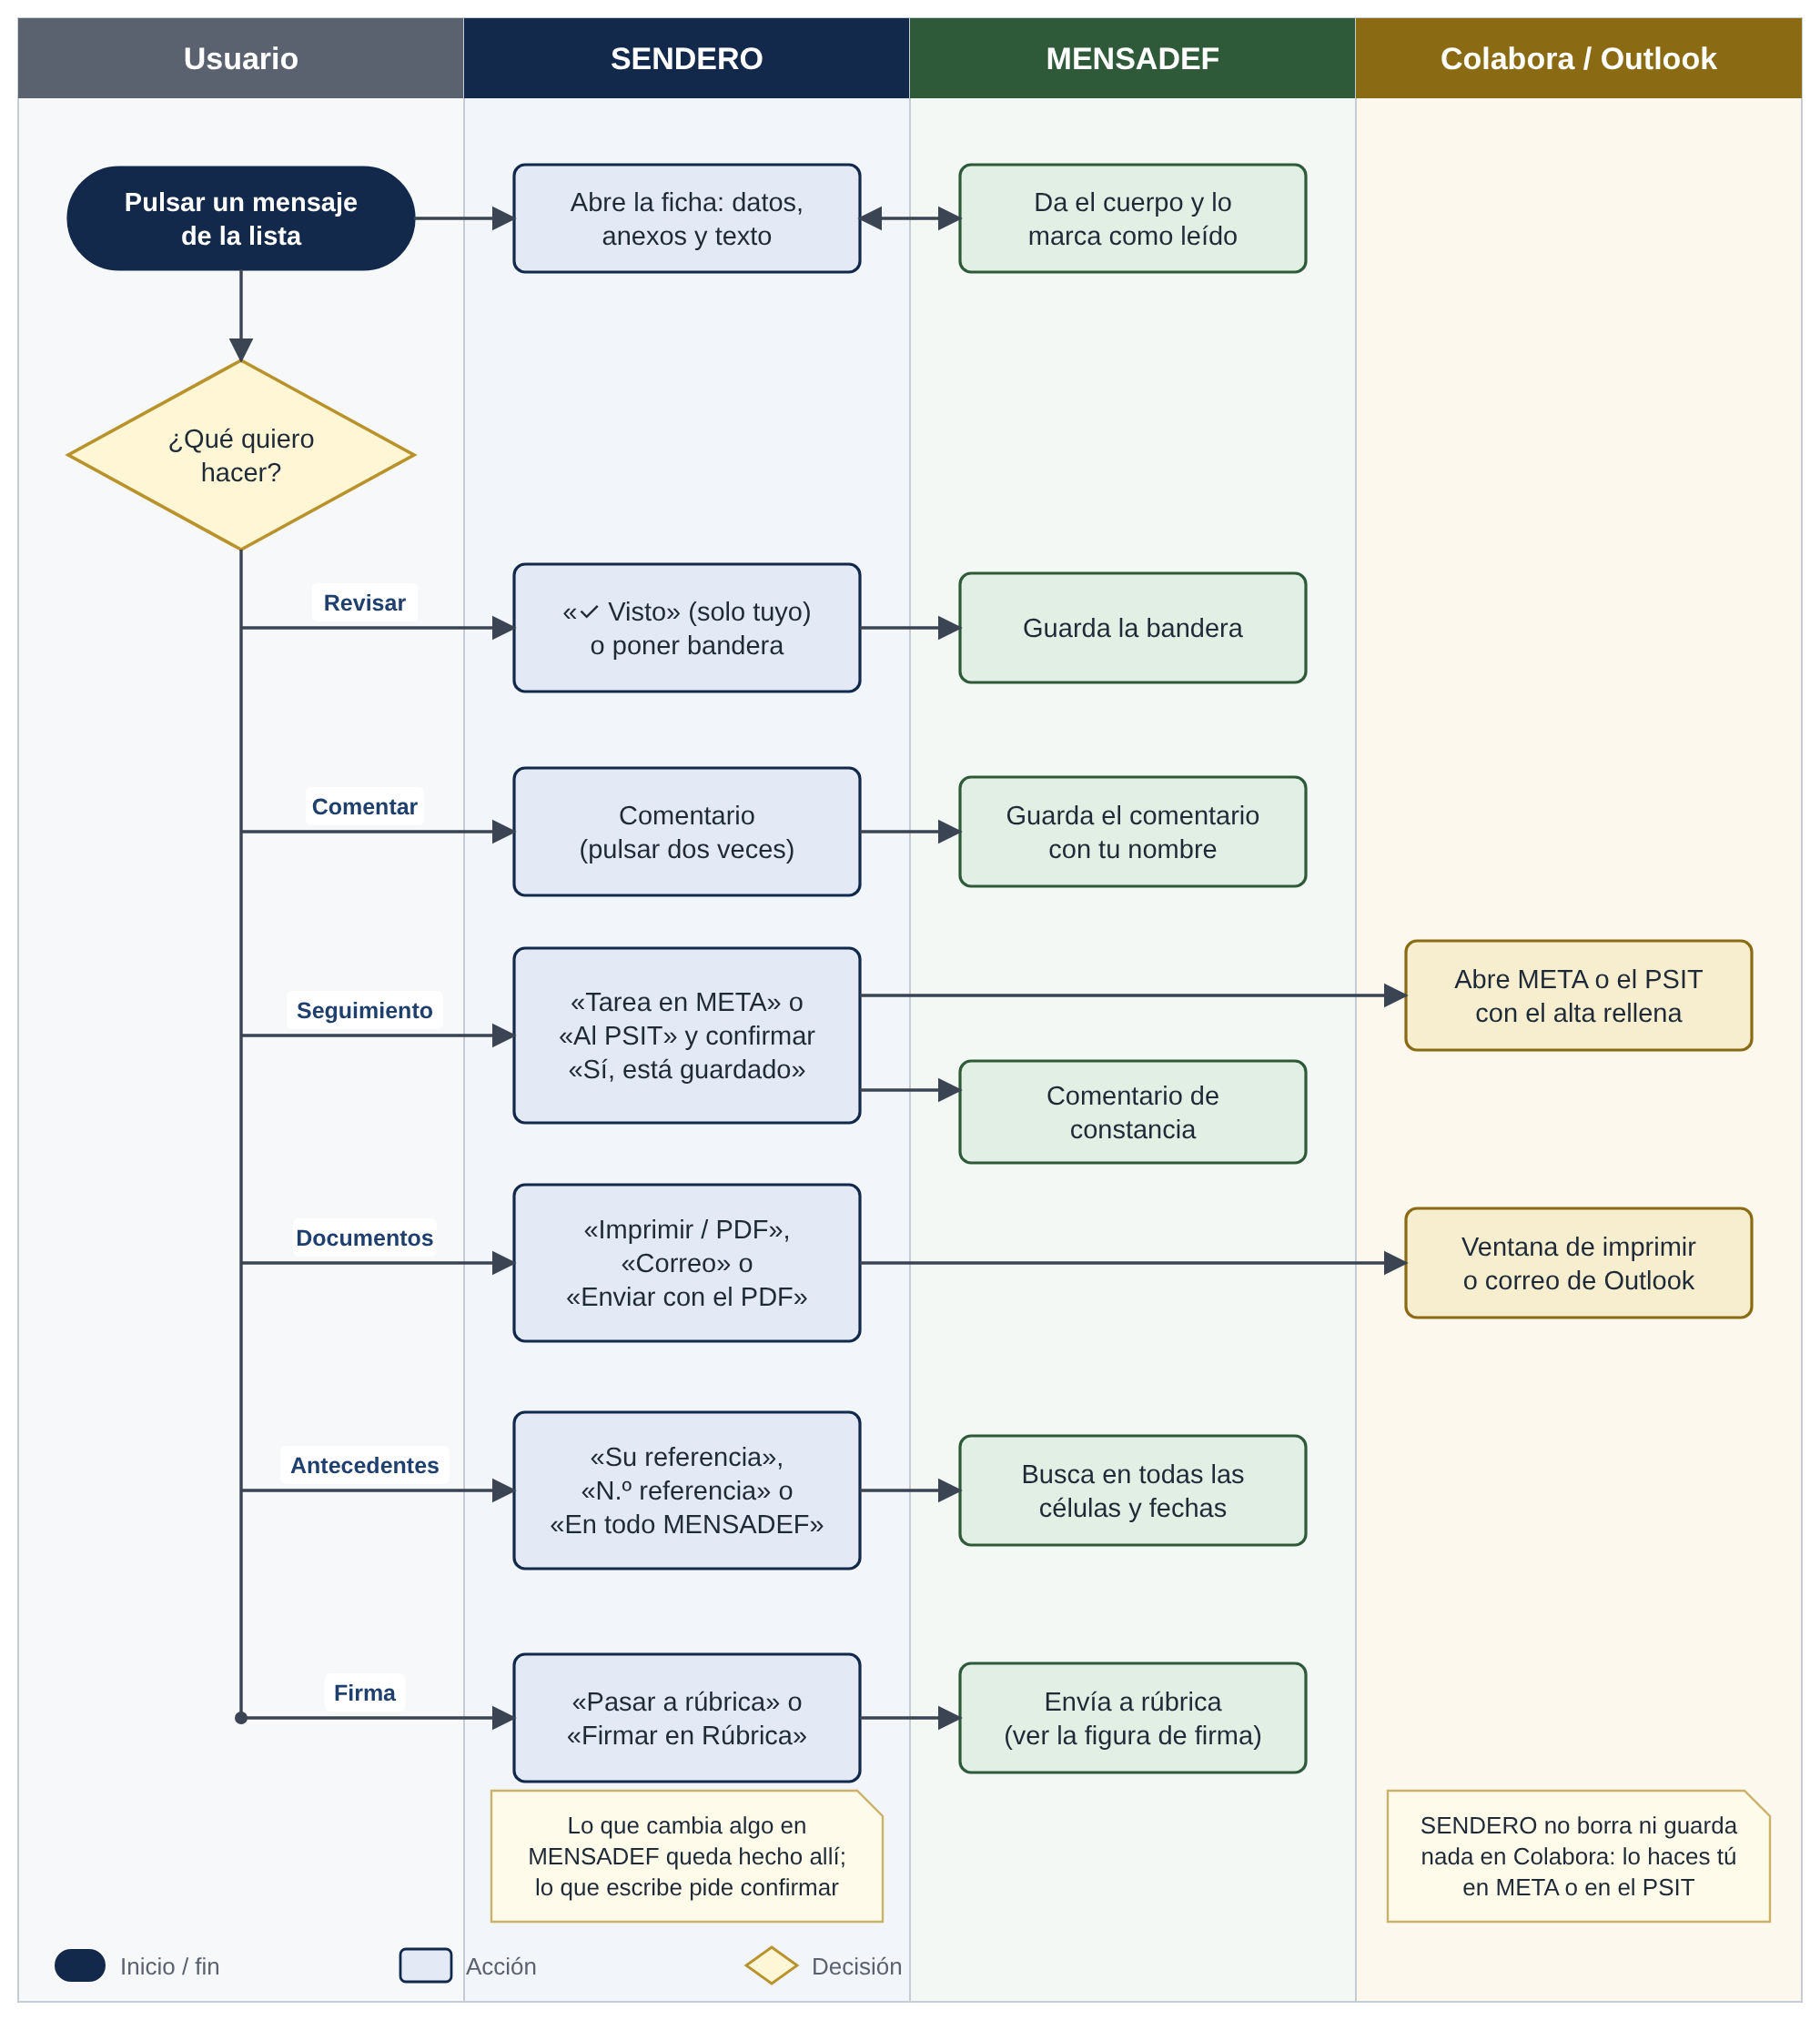 Usuario
SENDERO
MENSADEF
Colabora / Outlook
Pulsar un mensaje
de la lista
Abre la ficha: datos,
anexos y texto
Da el cuerpo y lo
marca como leído
¿Qué quiero
hacer?
Revisar
«✓ Visto» (solo tuyo)
o poner bandera
Guarda la bandera
Comentar
Comentario
(pulsar dos veces)
Guarda el comentario
con tu nombre
Seguimiento
«Tarea en META» o
«Al PSIT» y confirmar
«Sí, está guardado»
Abre META o el PSIT
con el alta rellena
Comentario de
constancia
Documentos
«Imprimir / PDF»,
«Correo» o
«Enviar con el PDF»
Ventana de imprimir
o correo de Outlook
Antecedentes
«Su referencia»,
«N.º referencia» o
«En todo MENSADEF»
Busca en todas las
células y fechas
Firma
«Pasar a rúbrica» o
«Firmar en Rúbrica»
Envía a rúbrica
(ver la figura de firma)
Lo que cambia algo en
MENSADEF queda hecho allí;
lo que escribe pide confirmar
SENDERO no borra ni guarda
nada en Colabora: lo haces tú
en META o en el PSIT
Inicio / fin
Acción
Decisión